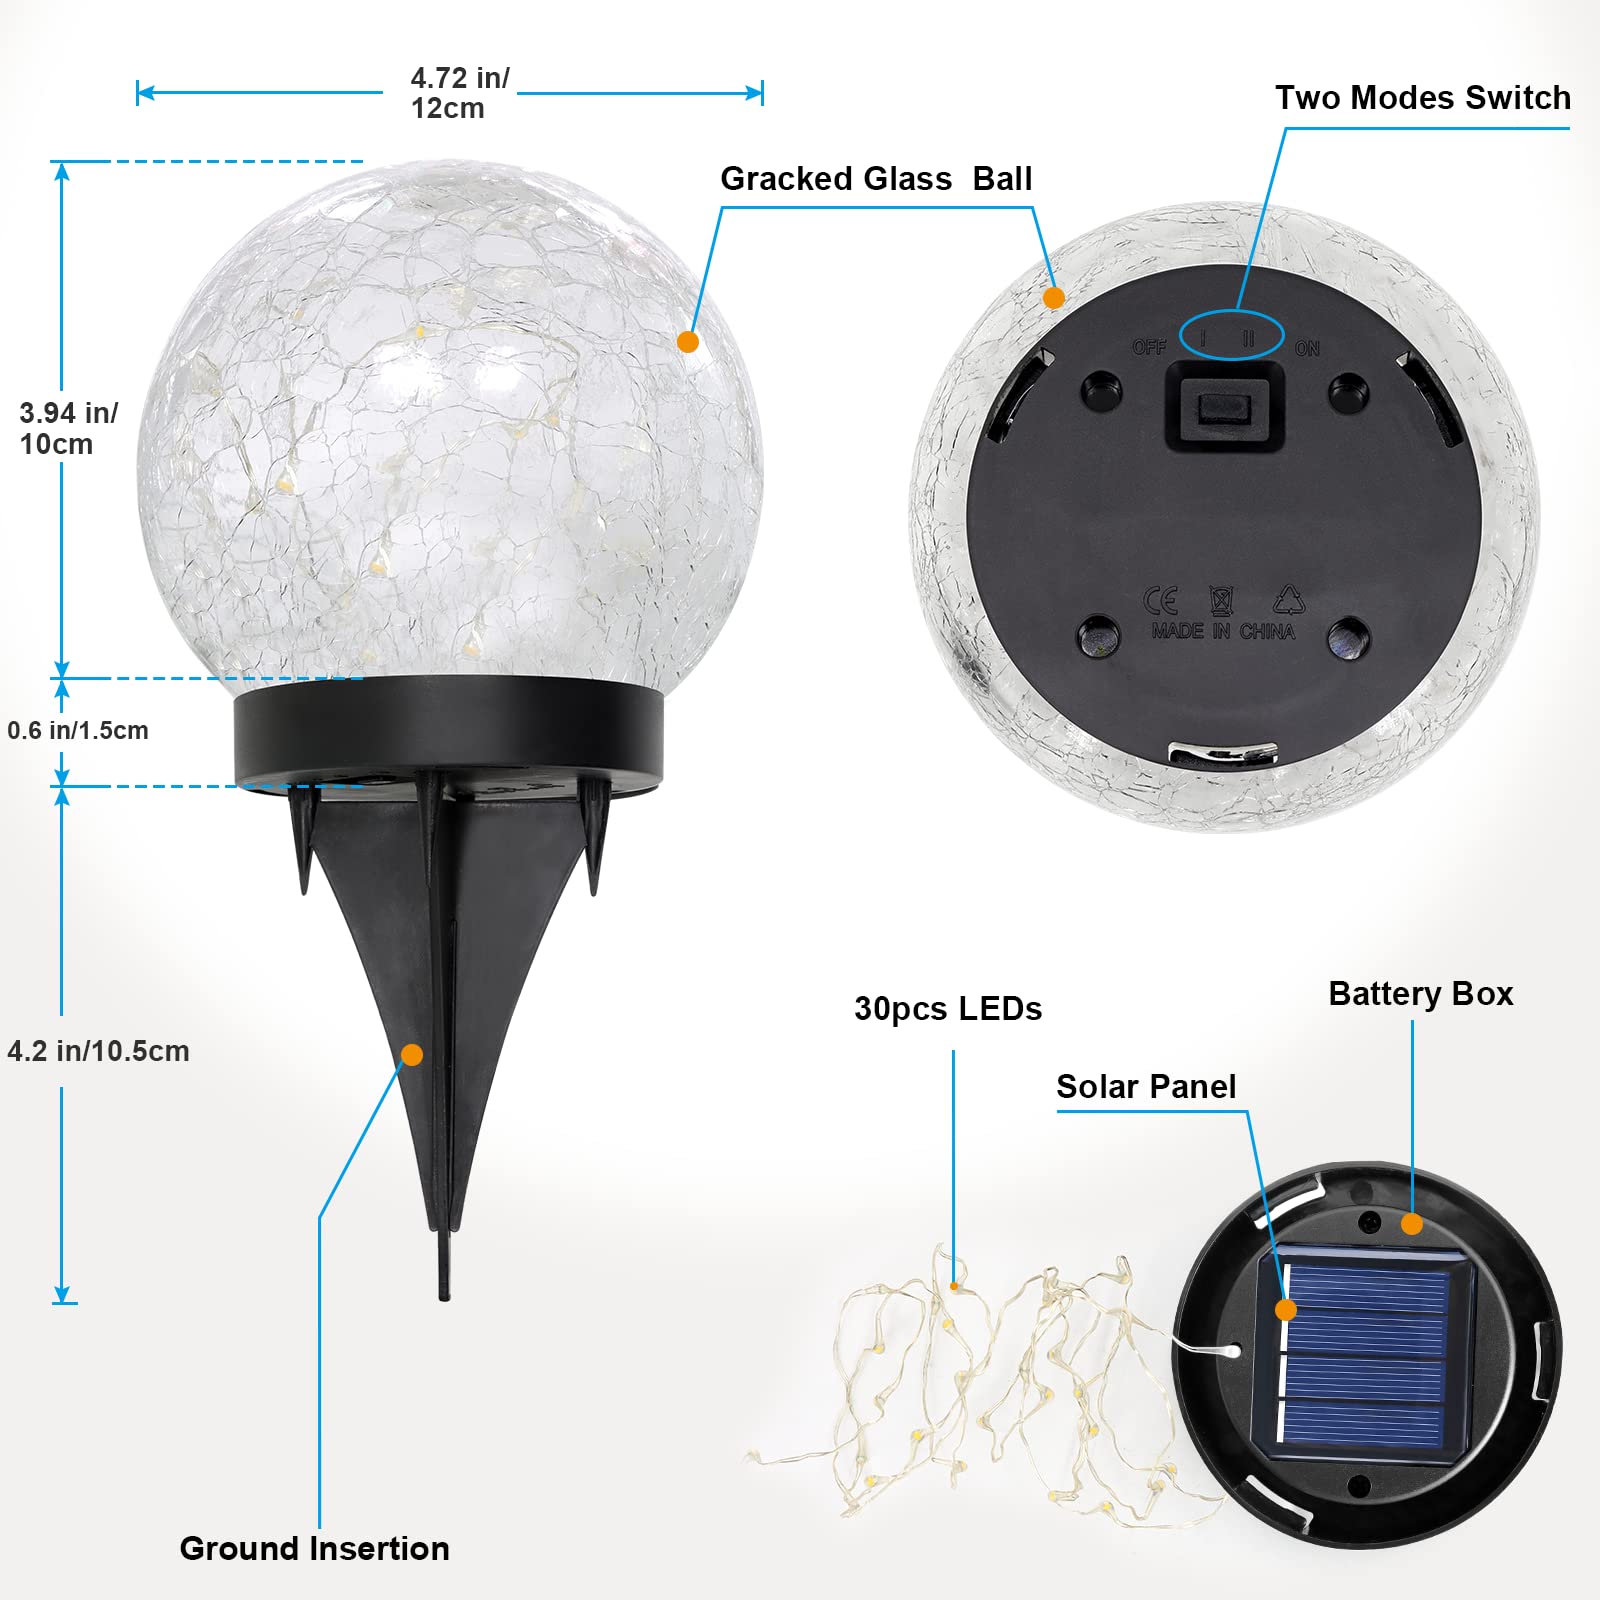 4.72 in/
12cm
Two Modes Switch
Gracked Glass Ball
OFF I II ON
3.94 in/
10cm
CE
MADE IN CHINA
0.6 in/1.5cm
30pcs LEDs
Battery Box
4.2 in/10.5cm
Solar Panel
Ground Insertion